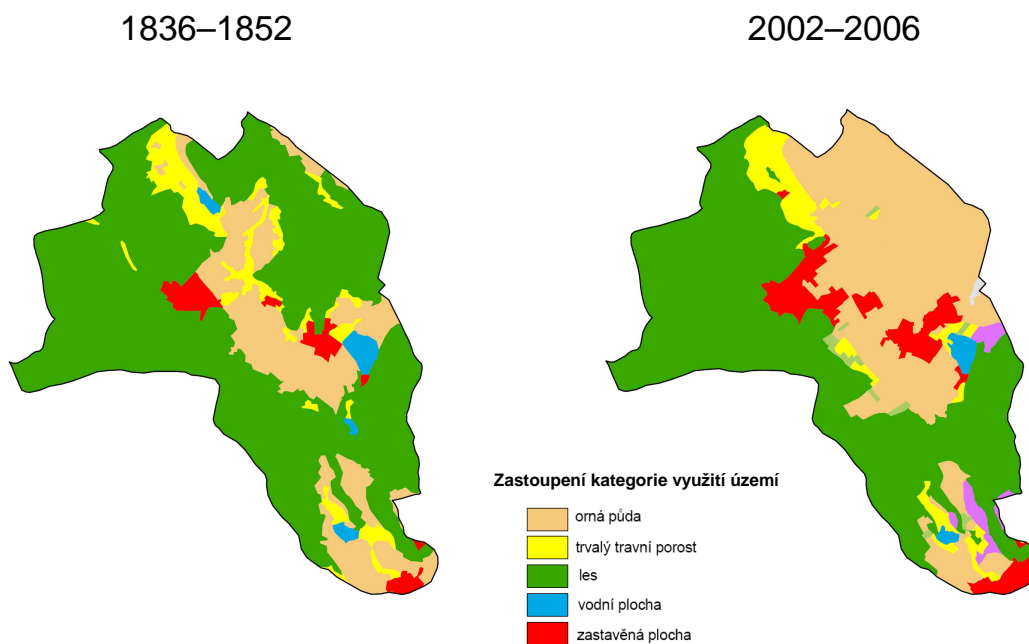 1836–1852
2002–2006
Zastoupení kategorie využití území
orná půda
trvalý travní porost
les
vodní plocha
zastavěná plocha